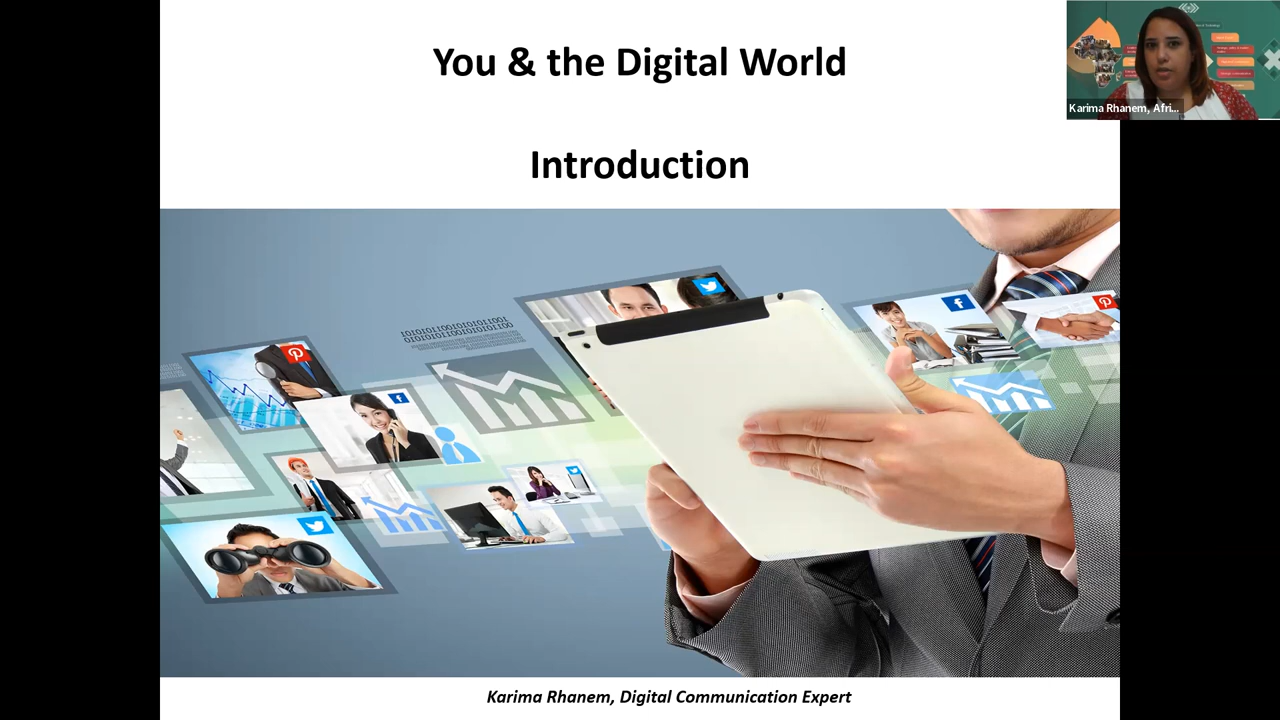 You & the Digital World
Karima Rhanem, Afri...
Introduction
Karima Rhanem, Digital Communication Expert